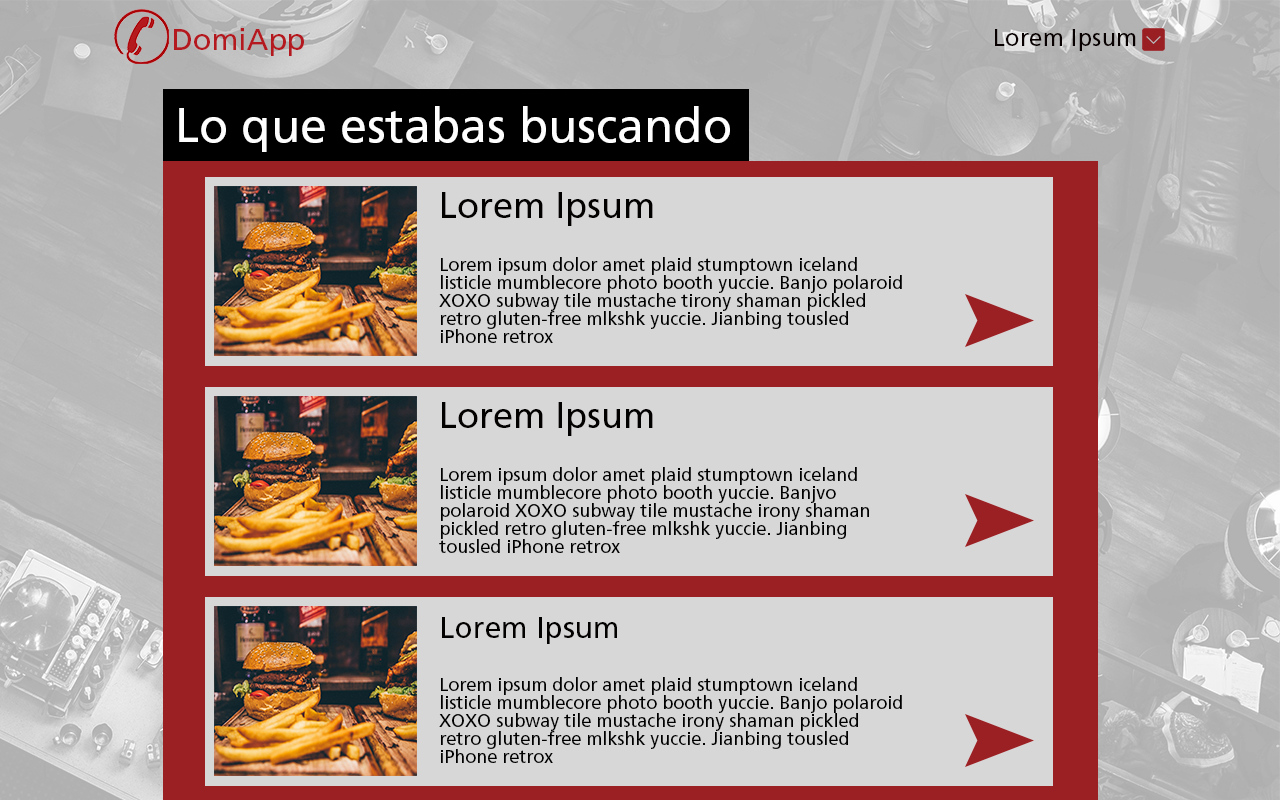 DomiApp
Lorem Ipsum
Lo que estabas buscando
Lorem Ipsum
Lorem ipsum dolor amet plaid stumptown iceland
listicle mumblecore photo booth yuccie. Banjo polaroid
XOXO subway tile mustache tirony shaman pickled
retro gluten-free mlkshk yuccie. Jianbing tousled
iPhone retrox
Lorem Ipsum
Lorem ipsum dolor amet plaid stumptown iceland
listicle mumblecore photo booth yuccie. Banjvo
polaroid XOXO subway tile mustache irony shaman
pickled retro gluten-free mlkshk yuccie. Jianbing
tousled iPhone retrox
Lorem Ipsum
Lorem ipsum dolor amet plaid stumptown iceland
listicle mumblecore photo booth yuccie. Banjo polaroid
XOXO subway tile mustache irony shaman pickled
retro gluten-free mlkshk yuccie. Jianbing tousled
iPhone retrox